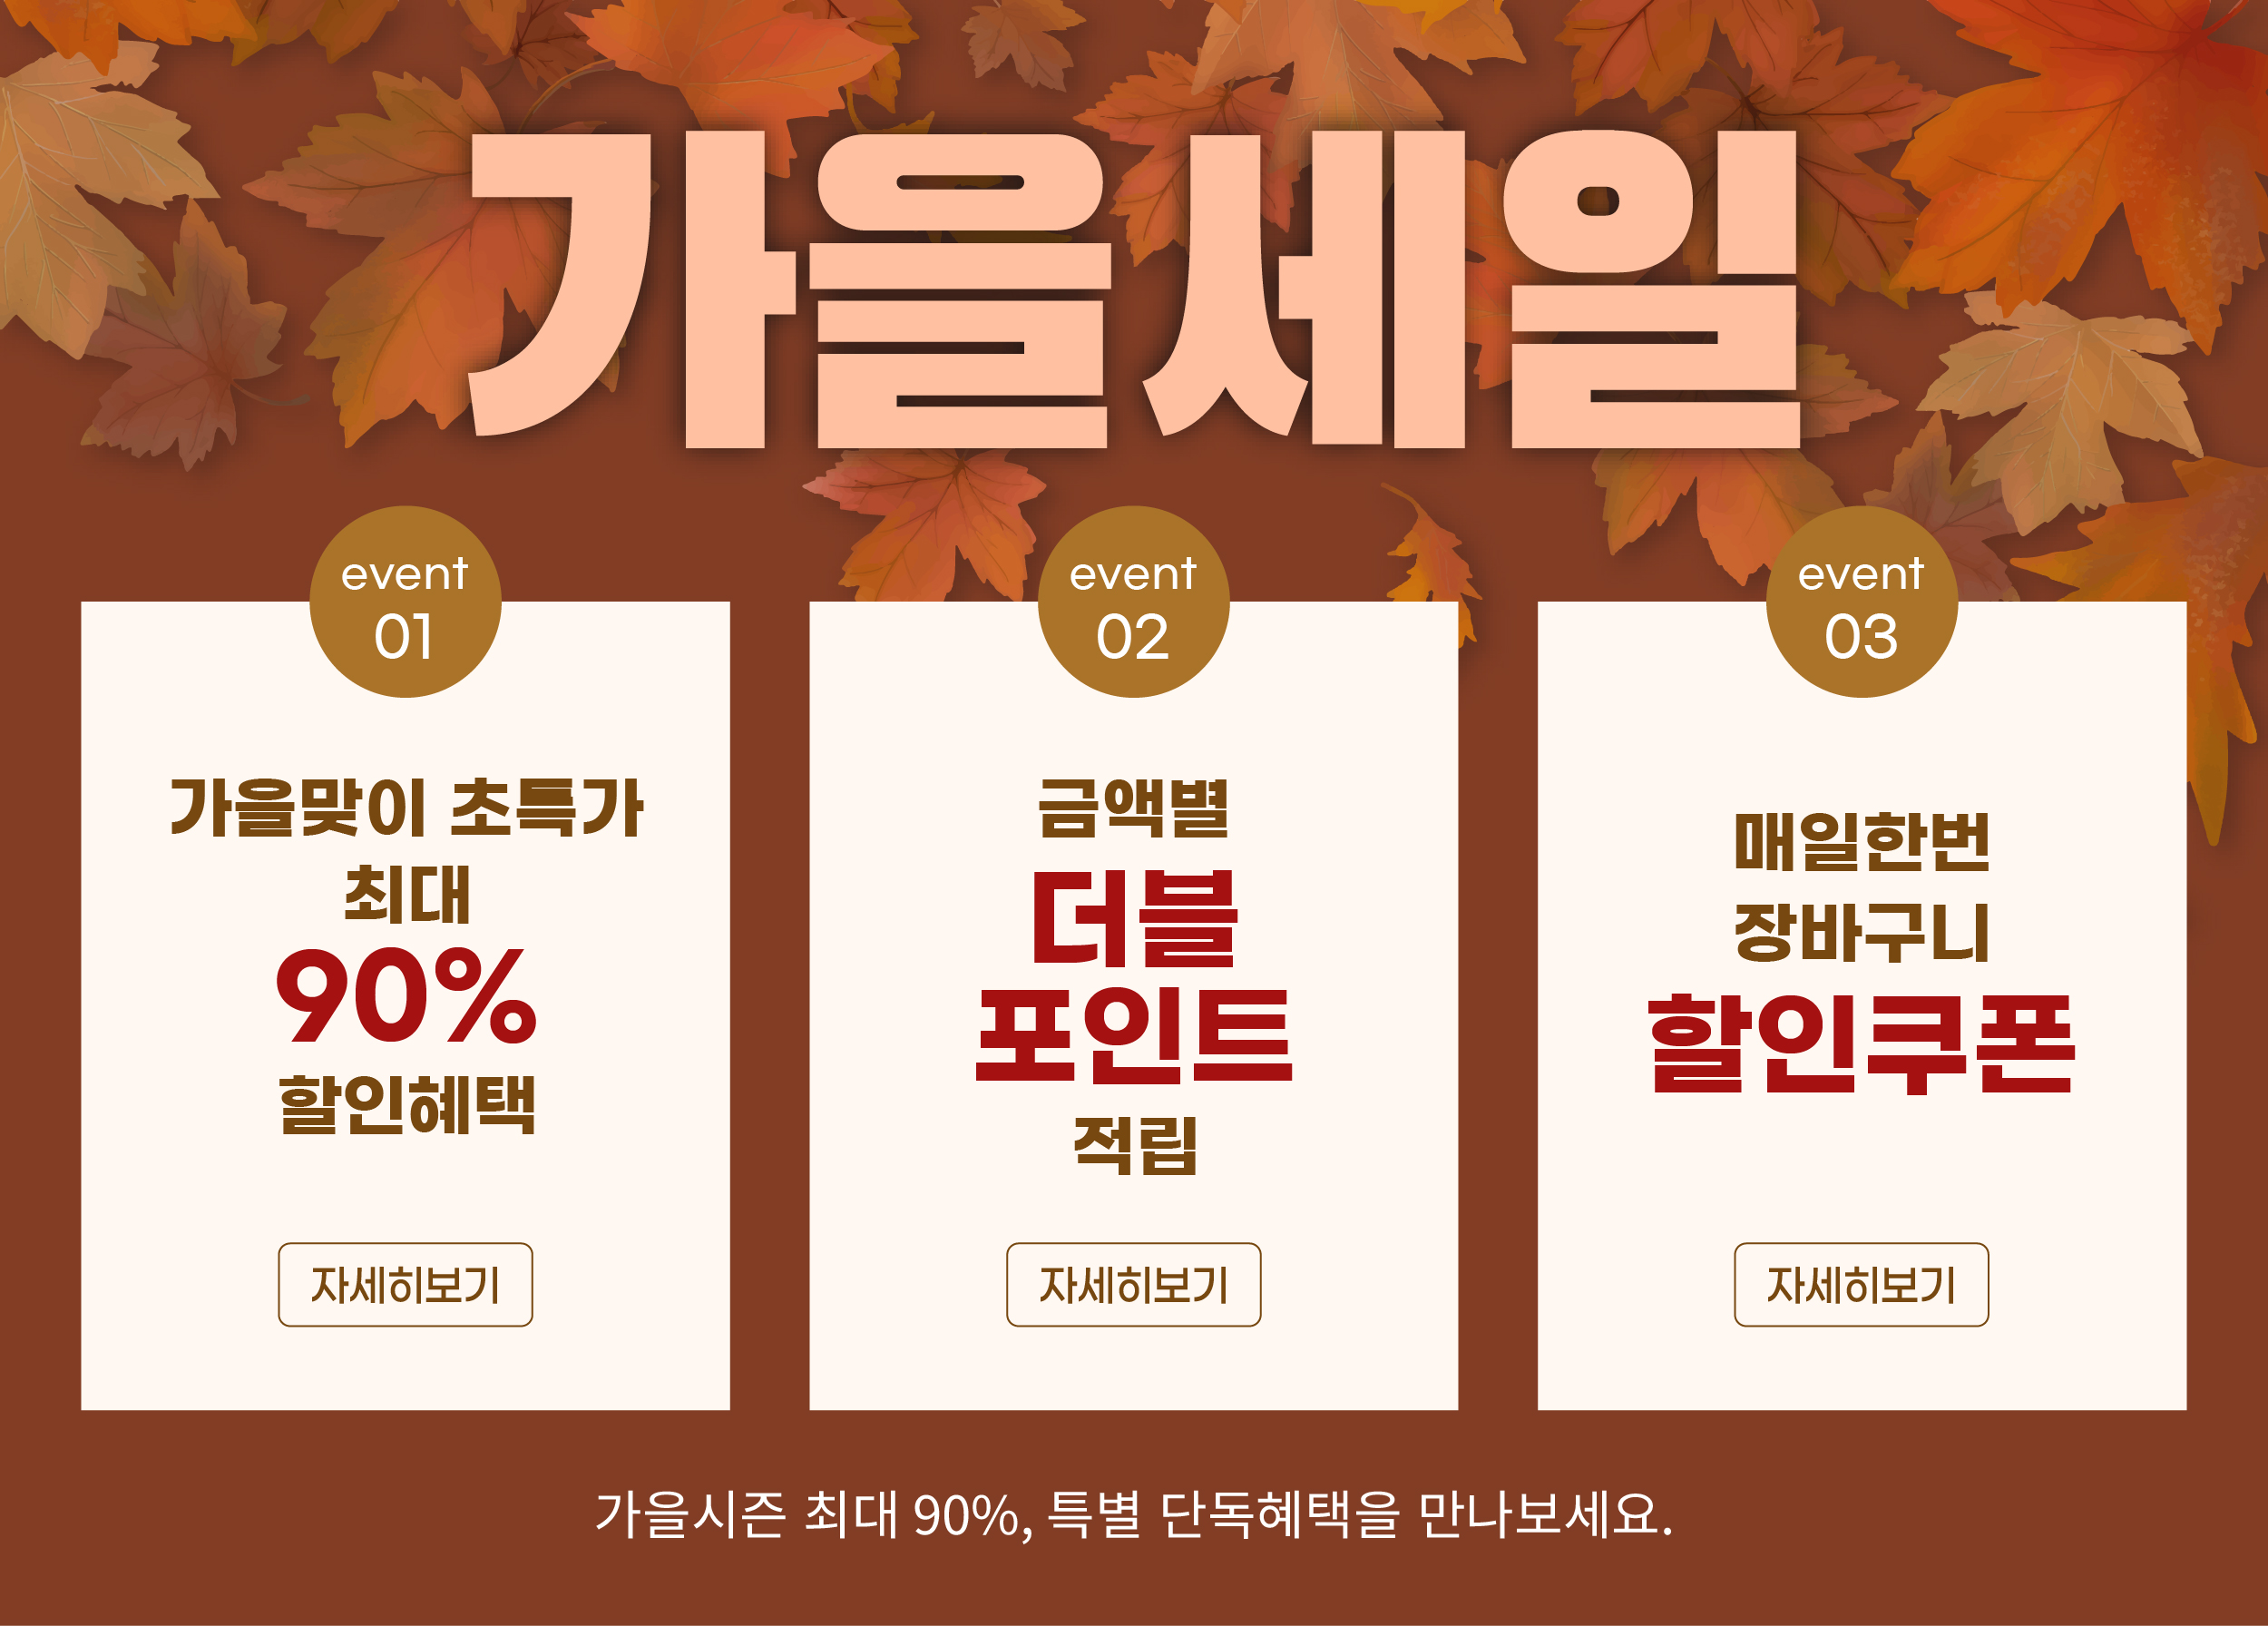 가을세일
event
01
가을맞이 초특가
최대
90%
할인혜택
자세히보기
event
02
금액별
더블
포인트
적립
자세히보기
event
03
매일한번
장바구니
할인쿠폰
자세히보기
가을시즌 최대 90%, 특별 단독혜택을 만나보세요.